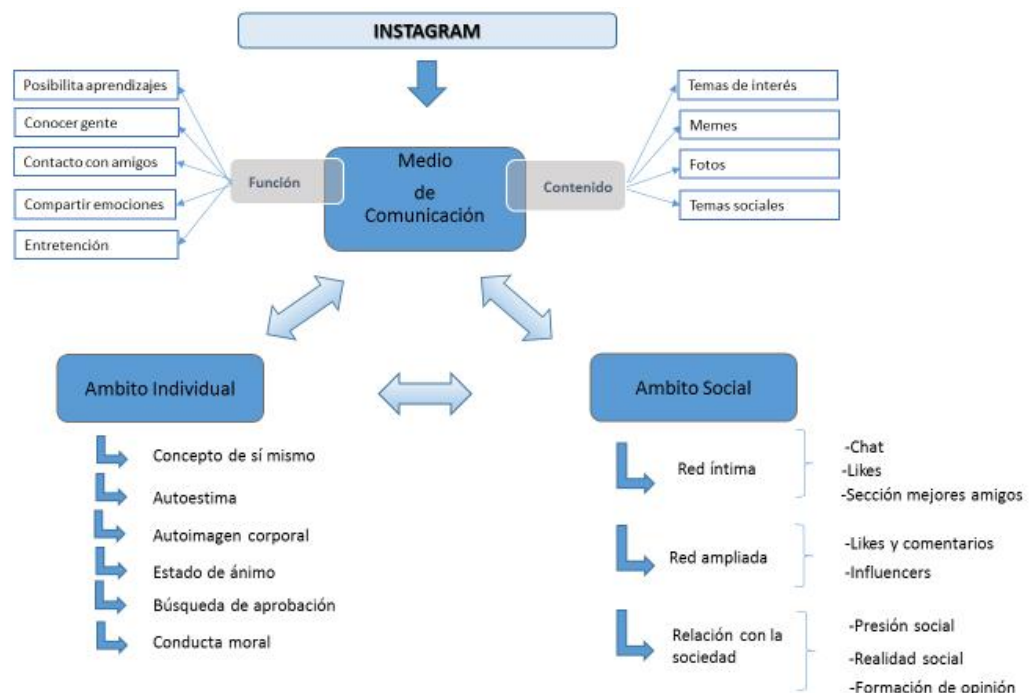 INSTAGRAM
Posibilita aprendizajes
Conocer gente
Contacto con amigos
Compartir emociones
Entretención
Función
Medio
de
Comunicación
Contenido
Temas de interés
Memes
Fotos
Temas sociales
Ambito Individual
Concepto de sí mismo
Autoestima
Autoimagen corporal
Estado de ánimo
Búsqueda de aprobación
Conducta moral
Ambito Social
Red íntima
-Chat
-Likes
-Sección mejores amigos
Red ampliada
-Likes y comentarios
-Influencers
Relación con la
sociedad
-Presión social
-Realidad social
-Formación de opinión